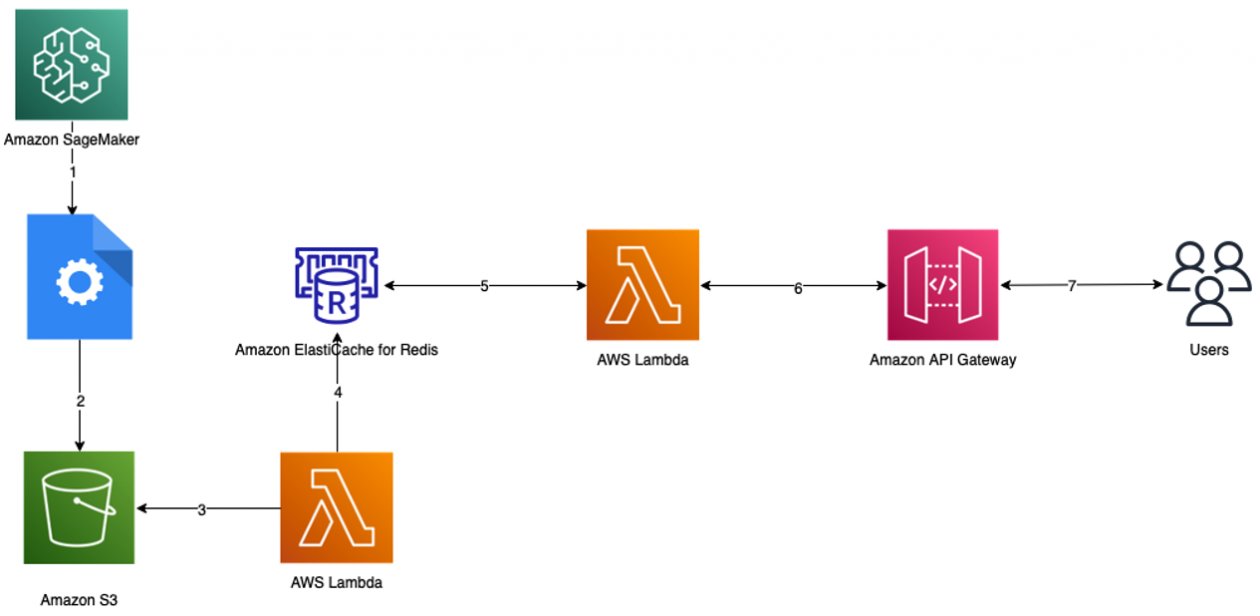 Amazon SageMaker
1
R
</>
5
6
7
Amazon ElastiCache for Redis
AWS Lambda
Amazon API Gateway
Users
2
4
3
AWS Lambda
Amazon S3